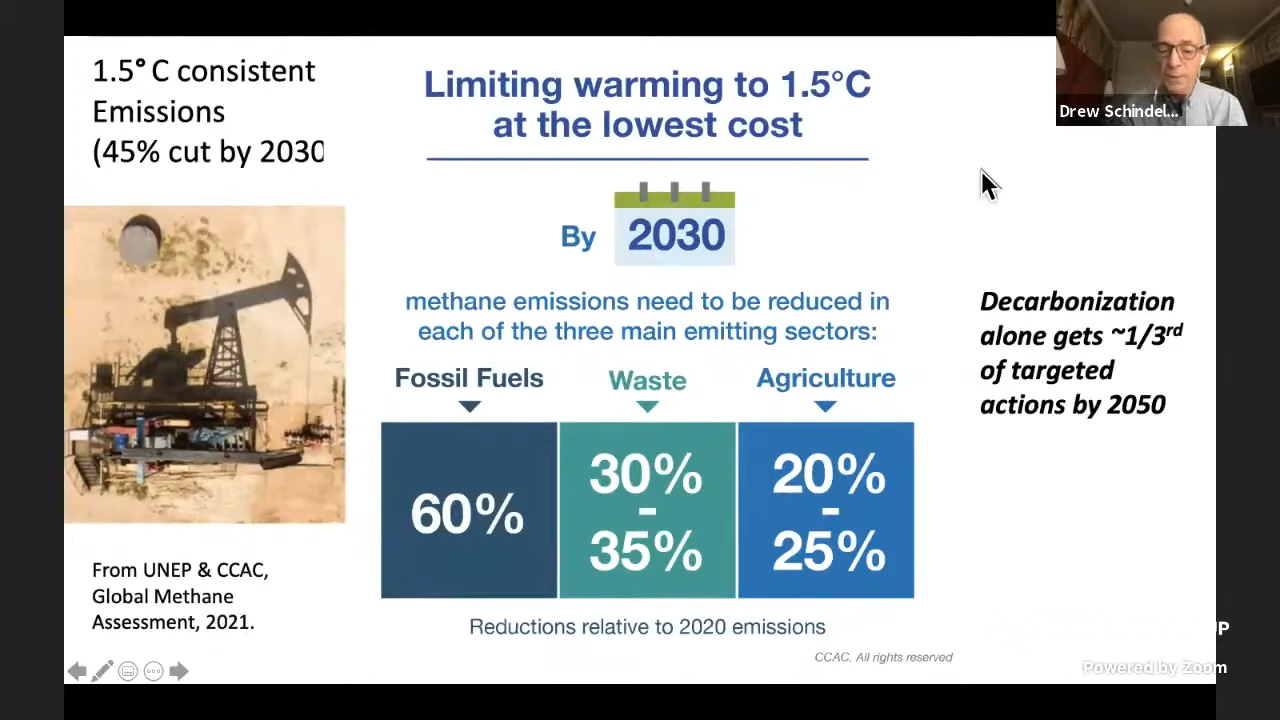 1.5° C consistent
Emissions
(45% cut by 2030
Limiting warming to 1.5°C
at the lowest cost
By
2030
methane emissions need to be reduced in
each of the three main emitting sectors:
Fossil Fuels
Waste
Agriculture
60%
30%
-
35%
20%
-
25%
Reductions relative to 2020 emissions
CCAC. All rights reserved
Decarbonization
alone gets ~1/3rd
of targeted
actions by 2050
From UNEP & CCAC,
Global Methane
Assessment, 2021.
Drew Schindel...
UP
Powered by Zoom